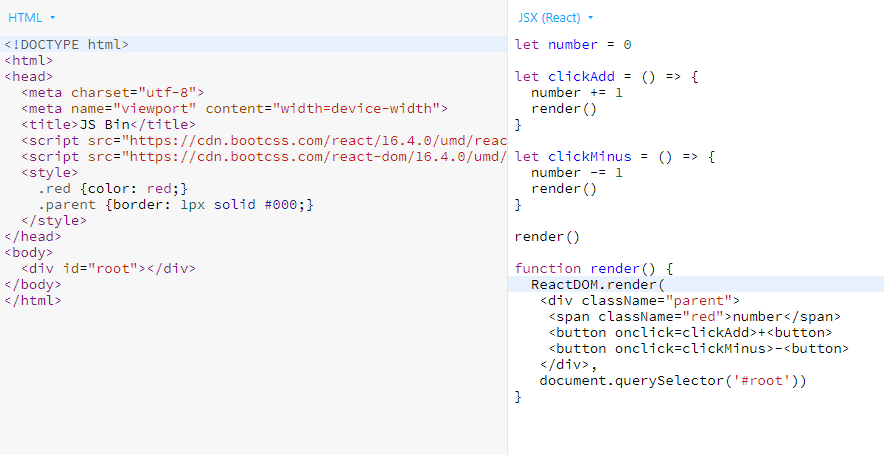 HTML
<!DOCTYPE html>
<html>
<head>
  <meta charset="utf-8">
  <meta name="viewport" content="width=device-width">
  <title>JS Bin</title>
  <script src="https://cdn.bootcss.com/react/16.4.0/umd/reac
  <script src="https://cdn.bootcss.com/react-dom/16.4.0/umd/
  <style>
    .red {color: red;}
    .parent {border: 1px solid #000;}
  </style>
</head>
<body>
  <div id="root"></div>
</body>
</html>
JSX (React)
let number = 0
let clickAdd = () => {
  number += 1
  render()
}
let clickMinus = () => {
  number -= 1
  render()
}
render()
function render() {
  ReactDOM.render(
   <div className="parent">
    <span className="red">number</span>
    <button onclick=clickAdd>+<button>
    <button onclick=clickMinus>-<button>
   </div>,
   document.querySelector('#root'))
}